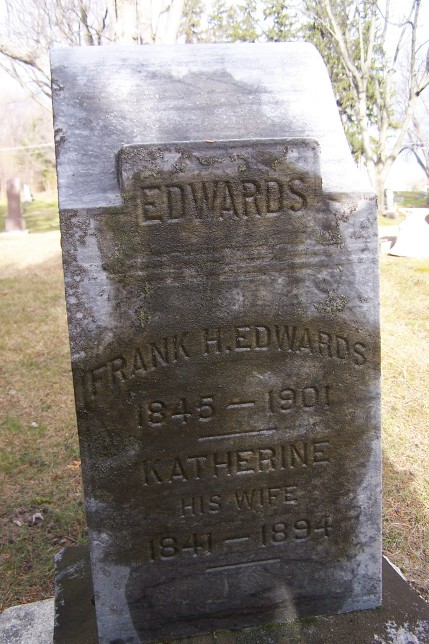 EDWARDS
FRANK H. EDWARDS
1845 — 1901
KATHERINE
HIS WIFE
1841 — 1894